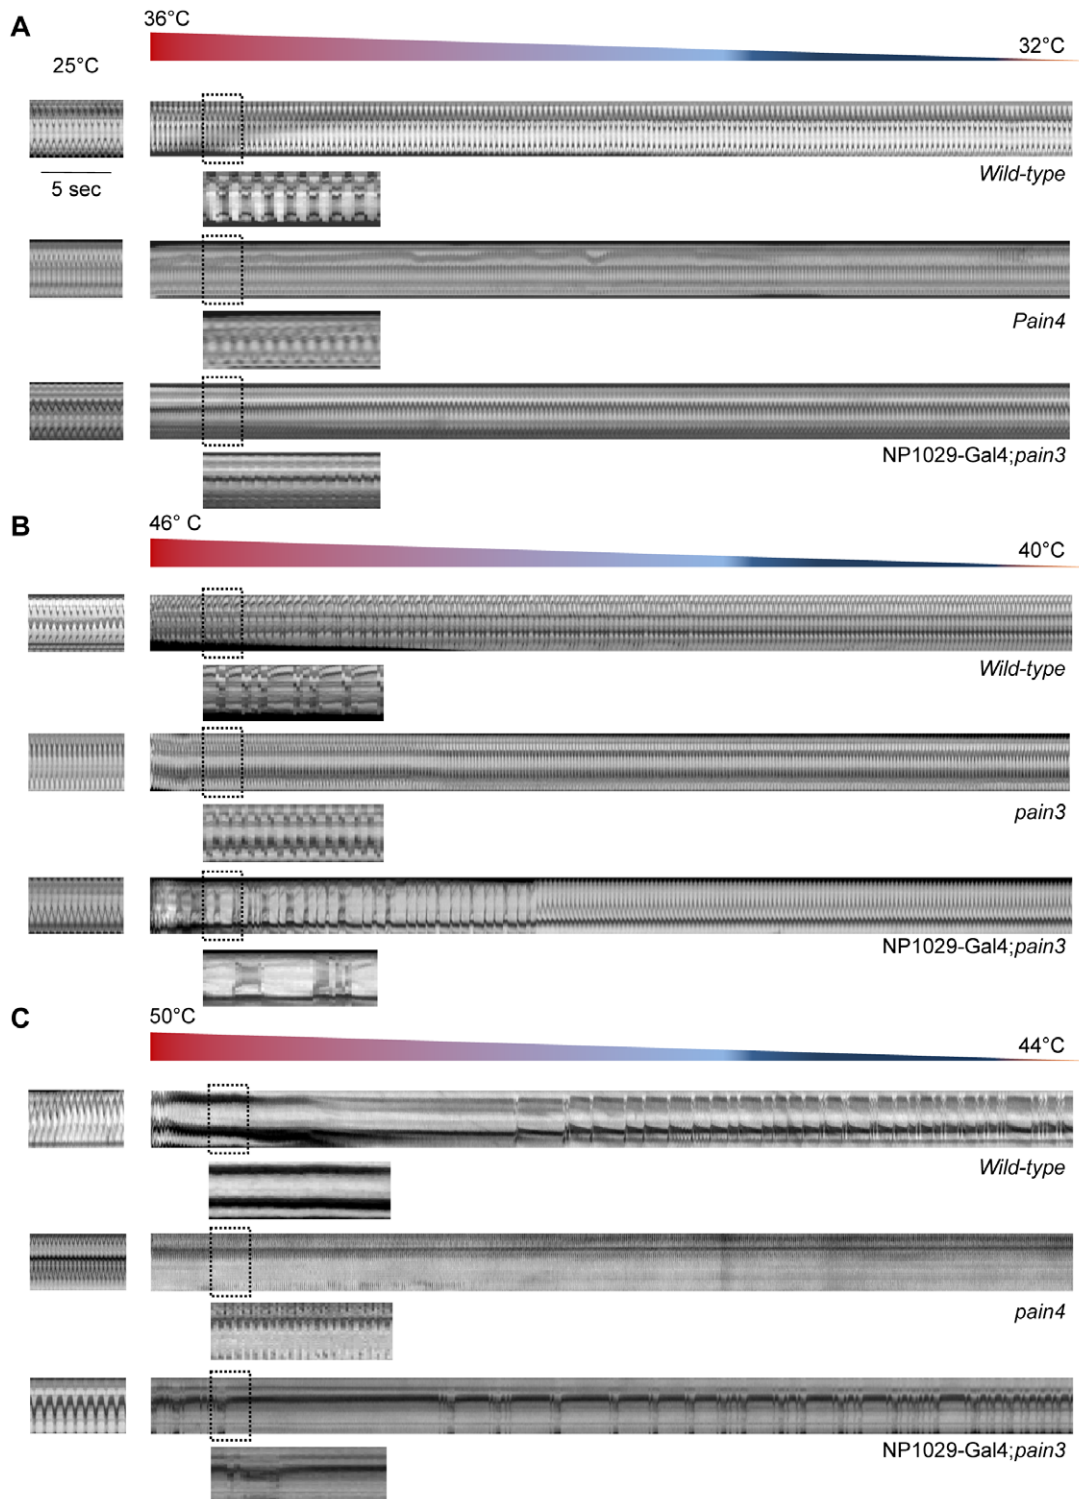 A
36°C
32°C
25°C
5 sec
Wild-type
Pain4
NP1029-Gal4;pain3
B
46° C
40°C
Wild-type
pain3
NP1029-Gal4;pain3
C
50°C
44°C
Wild-type
pain4
NP1029-Gal4;pain3